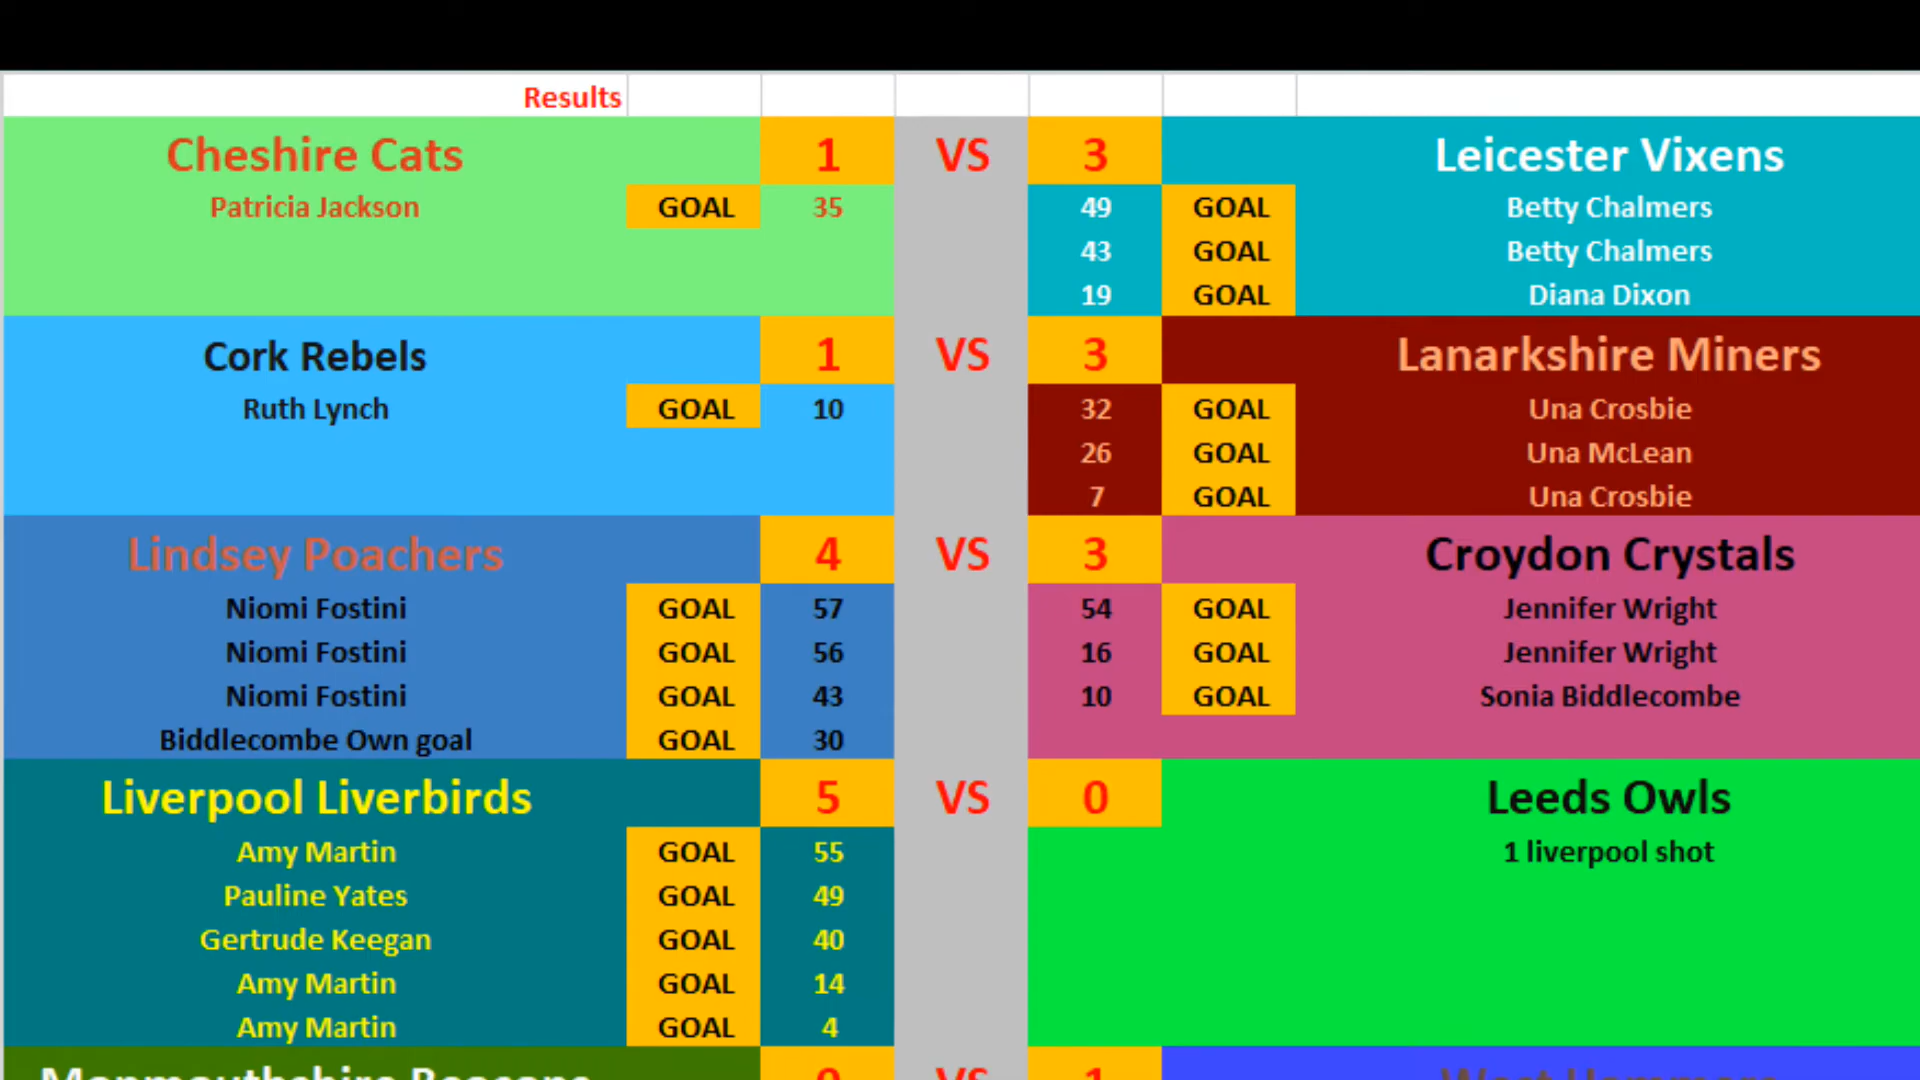 Results
Cheshire Cats 1 VS 3 Leicester Vixens
Patricia Jackson GOAL 35 49 GOAL Betty Chalmers
43 GOAL Betty Chalmers
19 GOAL Diana Dixon
Cork Rebels 1 VS 3 Lanarkshire Miners
Ruth Lynch GOAL 10 32 GOAL Una Crosbie
26 GOAL Una McLean
7 GOAL Una Crosbie
Lindsey Poachers 4 VS 3 Croydon Crystals
Niomi Fostini GOAL 57 54 GOAL Jennifer Wright
Niomi Fostini GOAL 56 16 GOAL Jennifer Wright
Niomi Fostini GOAL 43 10 GOAL Sonia Biddlecombe
Biddlecombe Own goal GOAL 30
Liverpool Liverbirds 5 VS 0 Leeds Owls
Amy Martin GOAL 55 1 liverpool shot
Pauline Yates GOAL 49
Gertrude Keegan GOAL 40
Amy Martin GOAL 14
Amy Martin GOAL 4
VS 1 West